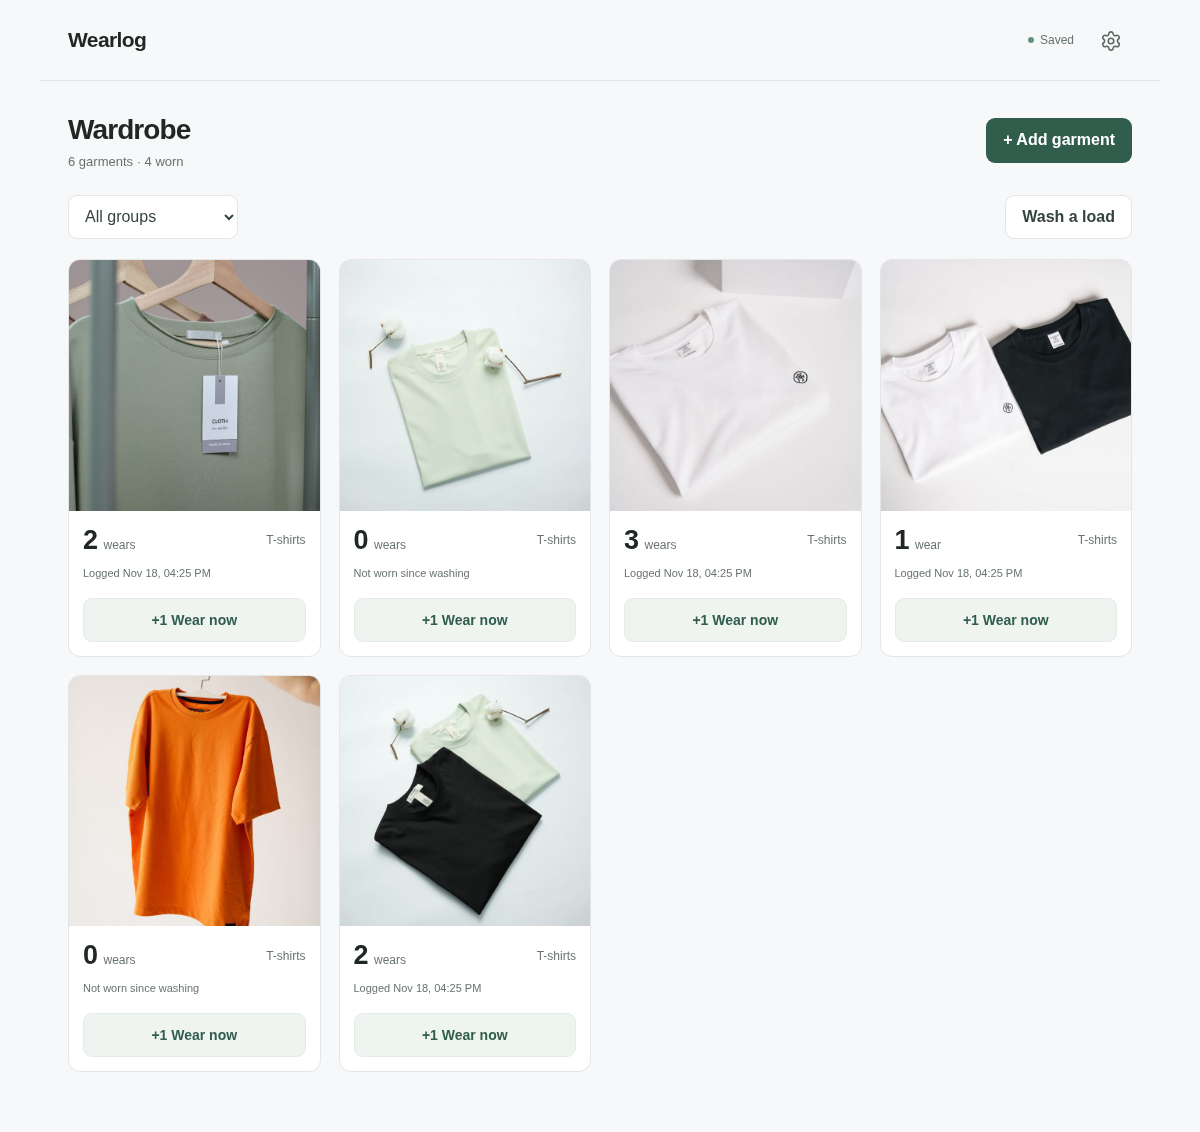 Wearlog
Saved
Wardrobe
6 garments · 4 worn
+ Add garment
All groups
Wash a load
CLOTH
2 wears
T-shirts
Logged Nov 18, 04:25 PM
+1 Wear now
0 wears
T-shirts
Not worn since washing
+1 Wear now
3 wears
T-shirts
Logged Nov 18, 04:25 PM
+1 Wear now
1 wear
T-shirts
Logged Nov 18, 04:25 PM
+1 Wear now
0 wears
T-shirts
Not worn since washing
+1 Wear now
2 wears
T-shirts
Logged Nov 18, 04:25 PM
+1 Wear now